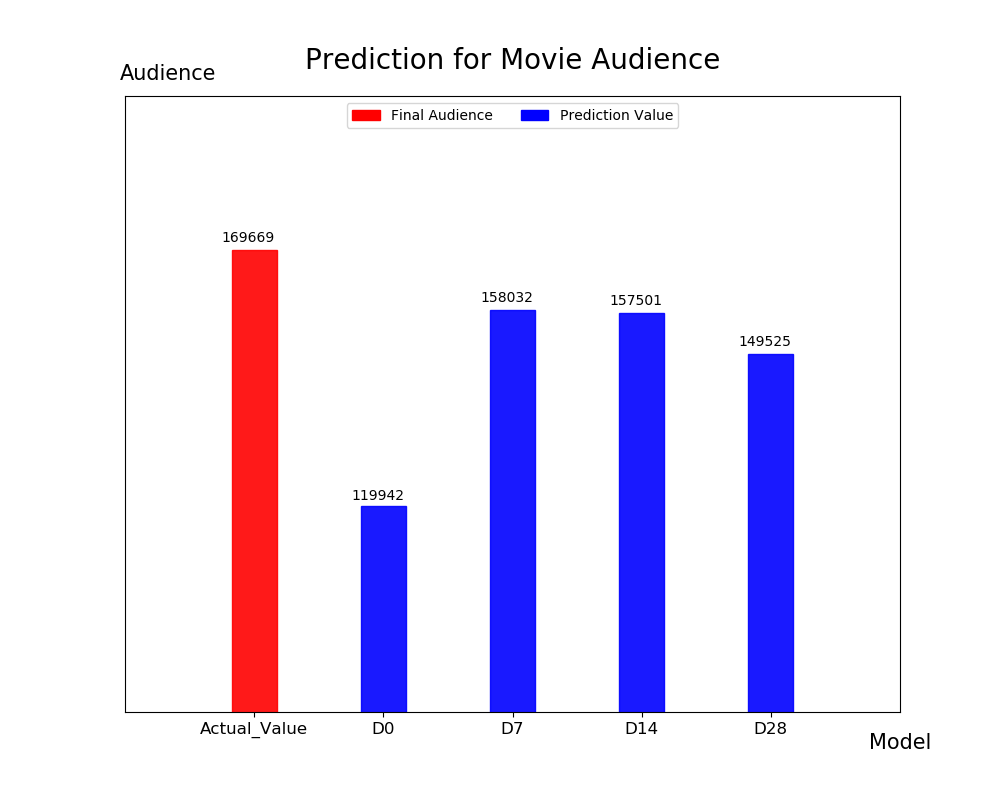 Prediction for Movie Audience
Audience
Final Audience Prediction Value
169669
158032
157501
149525
119942
Actual_Value D0 D7 D14 D28
Model